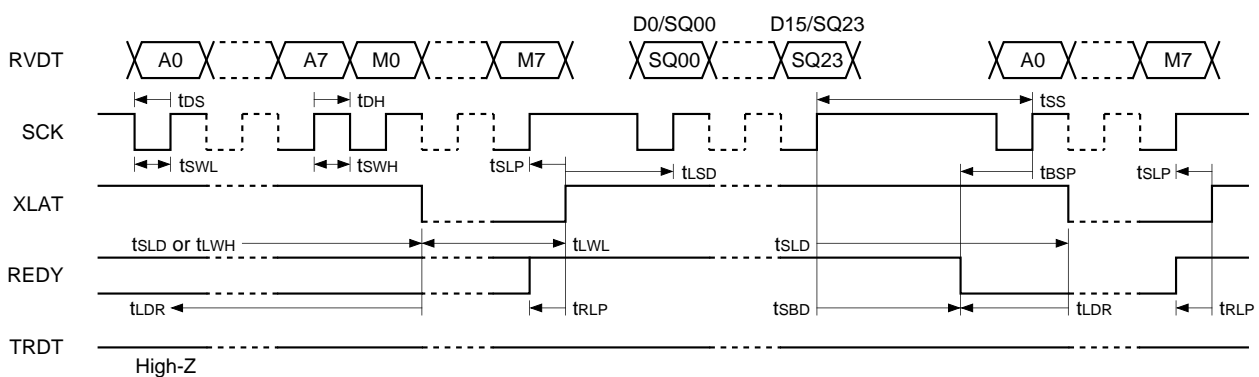 D0/SQ00 D15/SQ23
RVDT A0 A7 M0 M7 SQ00 SQ23 A0 M7
tDS tDH tSS
SCK
tSWL tSWH tSLP tLSD tBSP tSLP
XLAT
tSLD or tLWH tLWL tSLD
REDY
tLDR tRLP tSBD tLDR tRLP
TRDT
High-Z